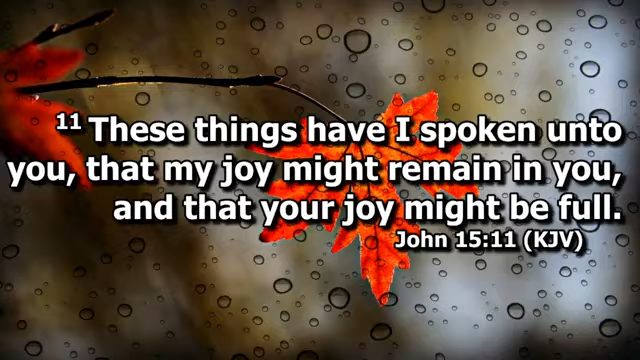 11 These things have I spoken unto
you, that my joy might remain in you,
and that your joy might be full.
John 15:11 (KJV)